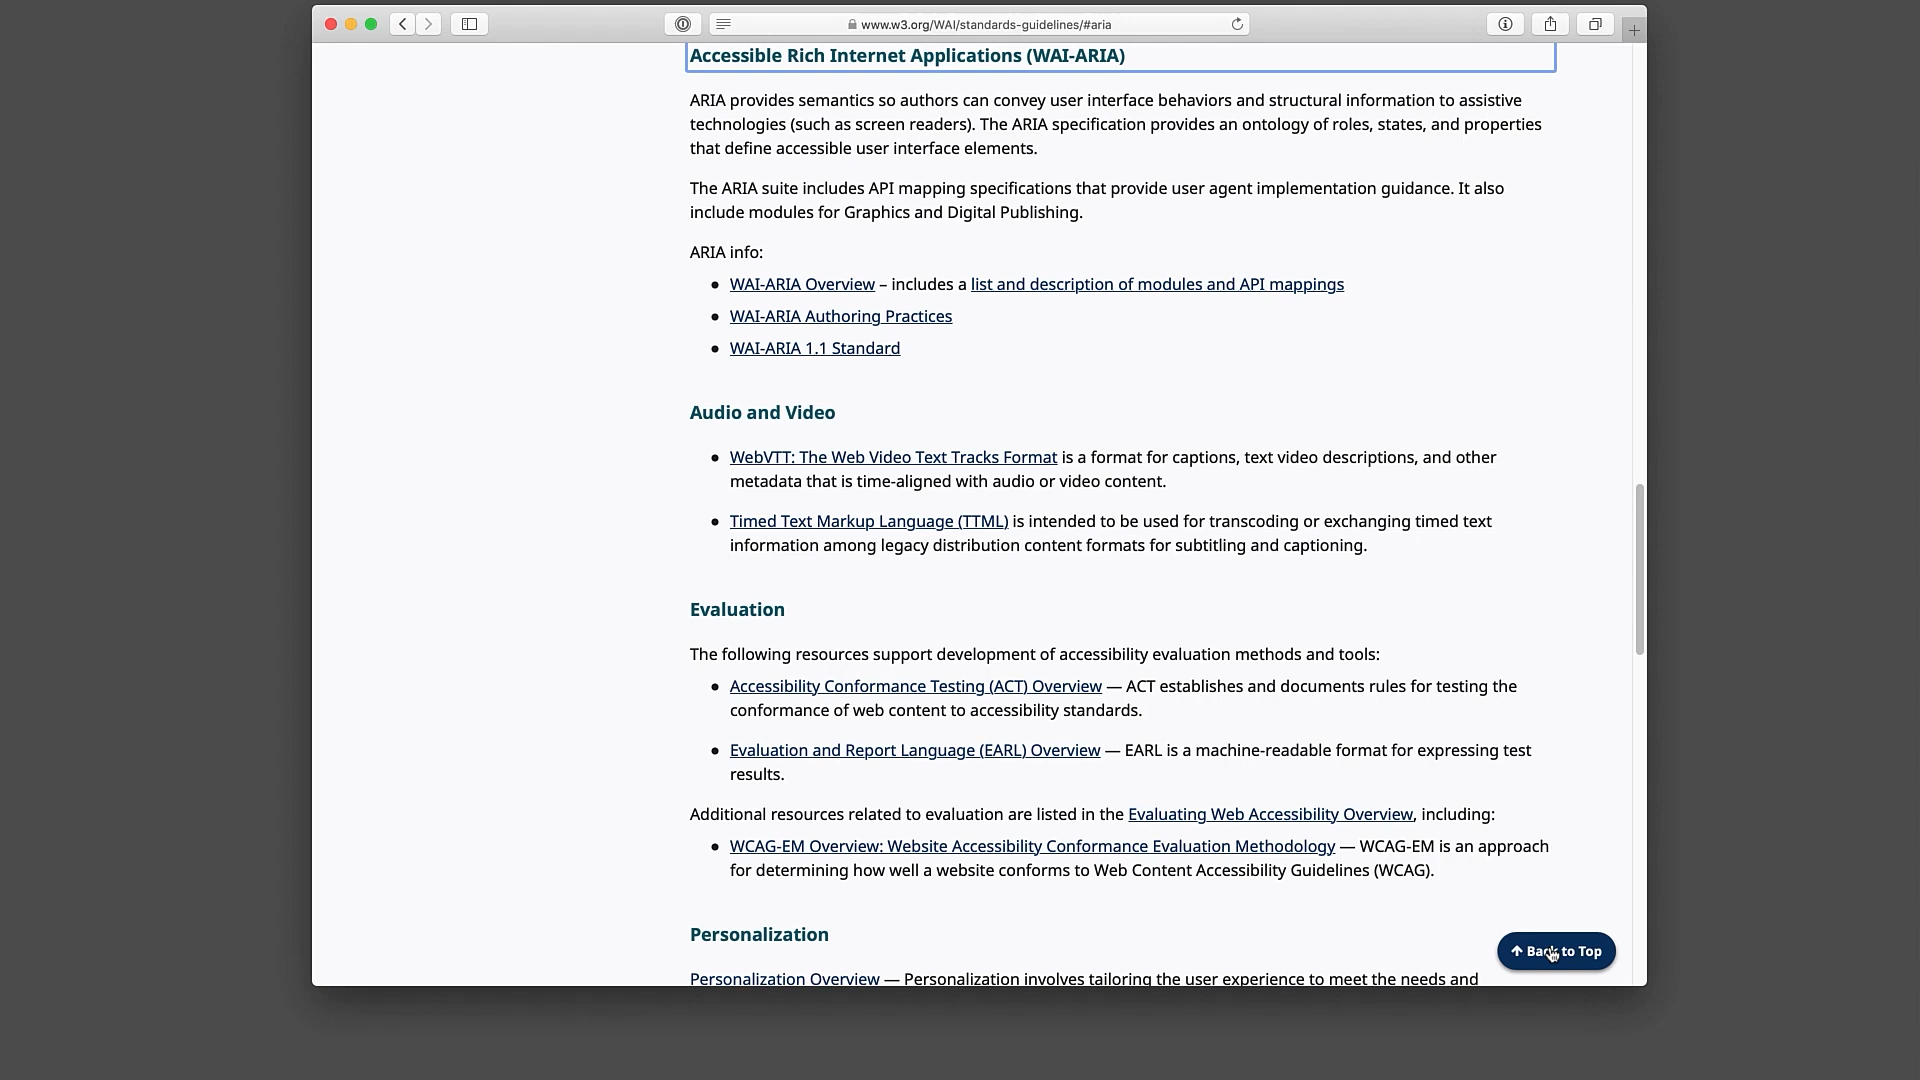 www.w3.org/WAI/standards-guidelines/#aria
Accessible Rich Internet Applications (WAI-ARIA)
ARIA provides semantics so authors can convey user interface behaviors and structural information to assistive
technologies (such as screen readers). The ARIA specification provides an ontology of roles, states, and properties
that define accessible user interface elements.
The ARIA suite includes API mapping specifications that provide user agent implementation guidance. It also
include modules for Graphics and Digital Publishing.
ARIA info:
WAI-ARIA Overview – includes a list and description of modules and API mappings
WAI-ARIA Authoring Practices
WAI-ARIA 1.1 Standard
Audio and Video
WebVTT: The Web Video Text Tracks Format is a format for captions, text video descriptions, and other
metadata that is time-aligned with audio or video content.
Timed Text Markup Language (TTML) is intended to be used for transcoding or exchanging timed text
information among legacy distribution content formats for subtitling and captioning.
Evaluation
The following resources support development of accessibility evaluation methods and tools:
Accessibility Conformance Testing (ACT) Overview — ACT establishes and documents rules for testing the
conformance of web content to accessibility standards.
Evaluation and Report Language (EARL) Overview — EARL is a machine-readable format for expressing test
results.
Additional resources related to evaluation are listed in the Evaluating Web Accessibility Overview, including:
WCAG-EM Overview: Website Accessibility Conformance Evaluation Methodology — WCAG-EM is an approach
for determining how well a website conforms to Web Content Accessibility Guidelines (WCAG).
Personalization
Back to Top
Personalization Overview — Personalization involves tailoring the user experience to meet the needs and